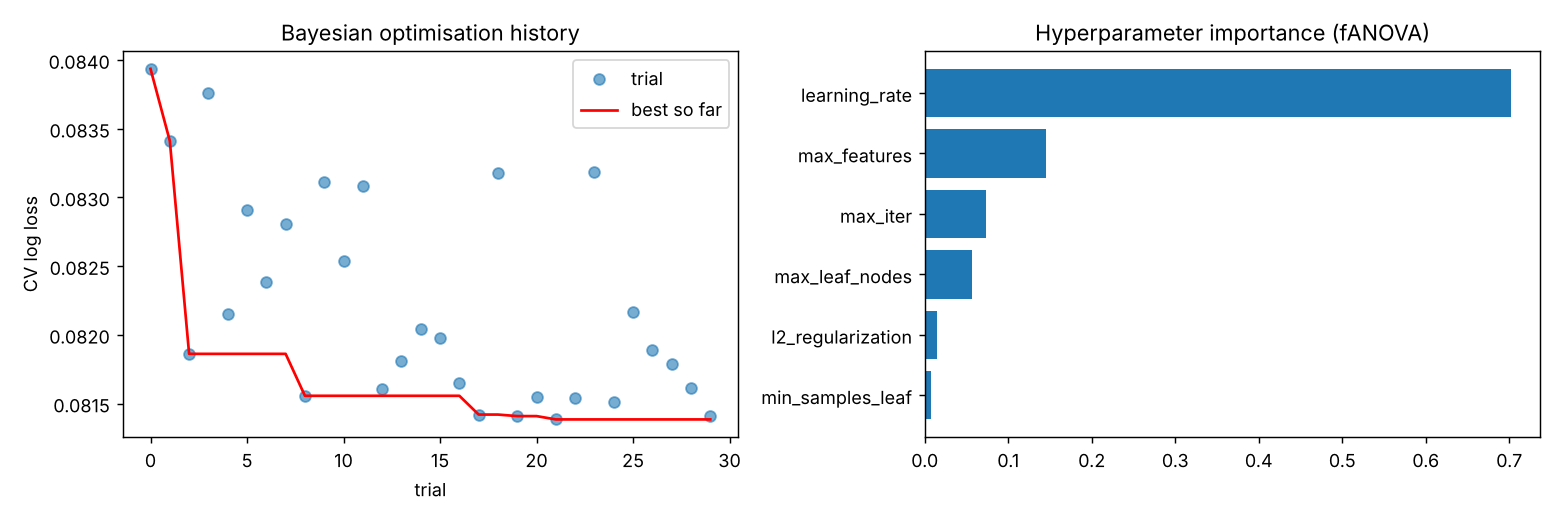 Bayesian optimisation history
CV log loss
0.0840
0.0835
0.0830
0.0825
0.0820
0.0815
trial
best so far
0 5 10 15 20 25 30
trial
Hyperparameter importance (fANOVA)
learning_rate
max_features
max_iter
max_leaf_nodes
l2_regularization
min_samples_leaf
0.0 0.1 0.2 0.3 0.4 0.5 0.6 0.7